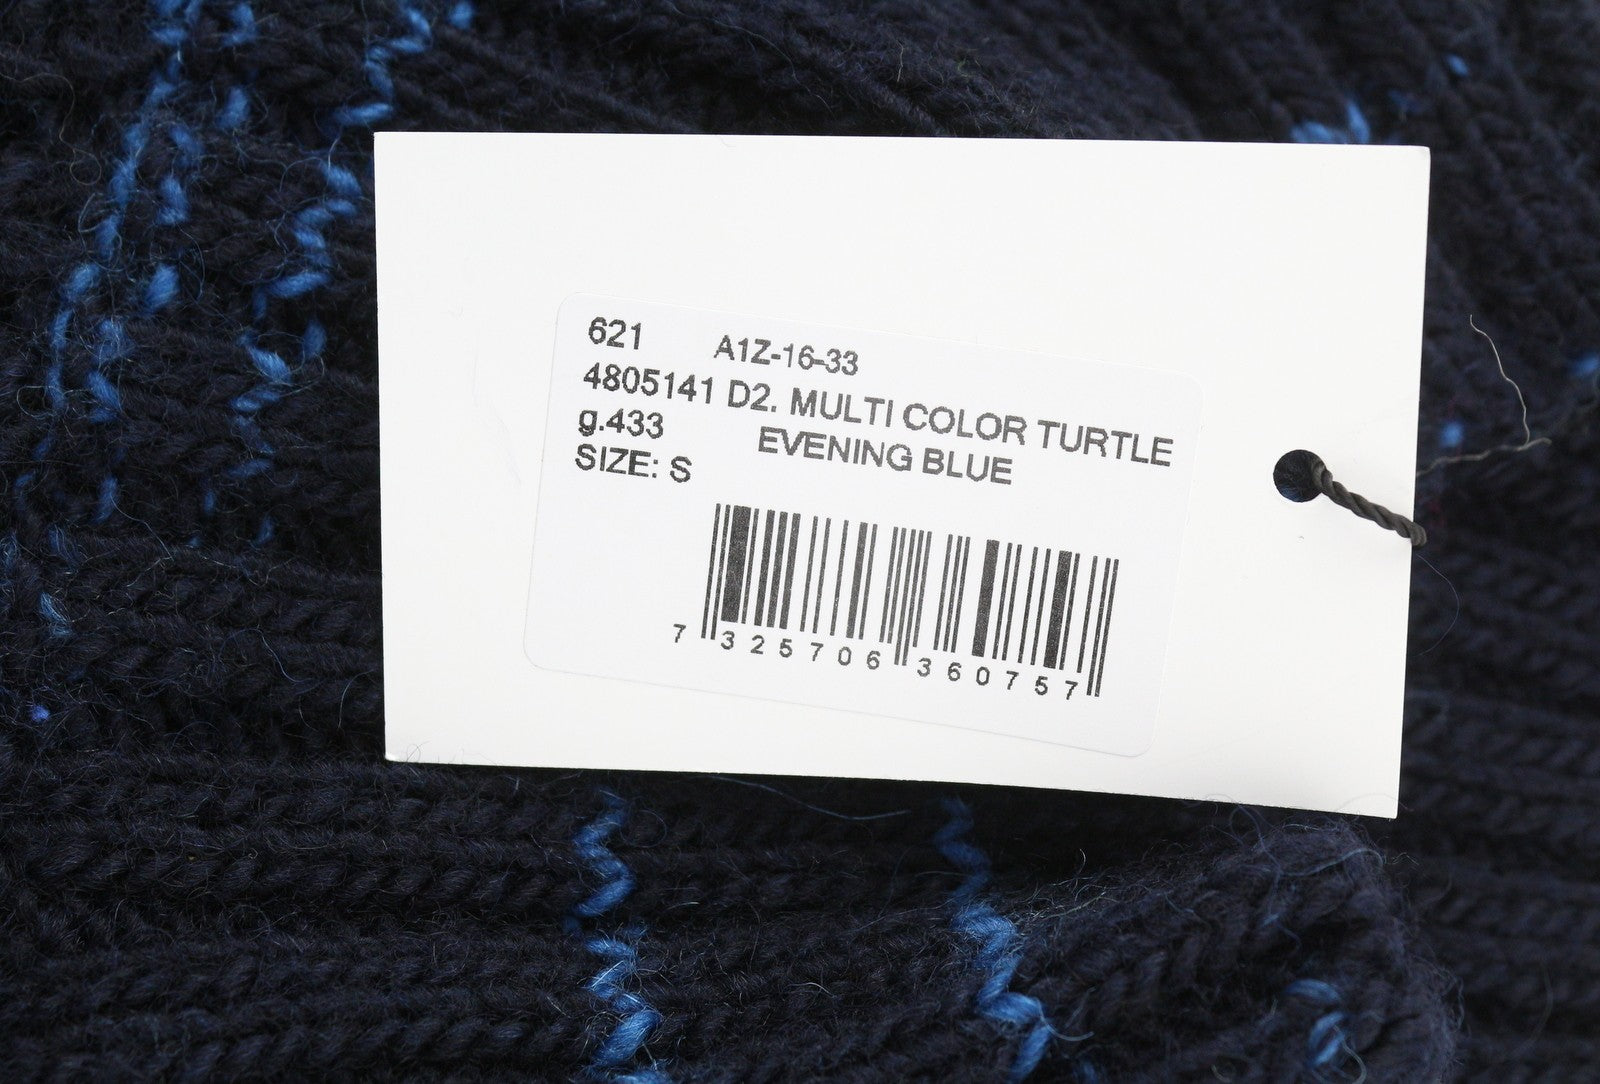 621 A1Z-16-33
4805141 D2. MULTI COLOR TURTLE
g.433 EVENING BLUE
SIZE: S
7 325706 360757